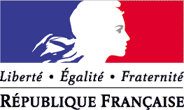 Liberté • Égalité • Fraternité
RÉPUBLIQUE FRANÇAISE